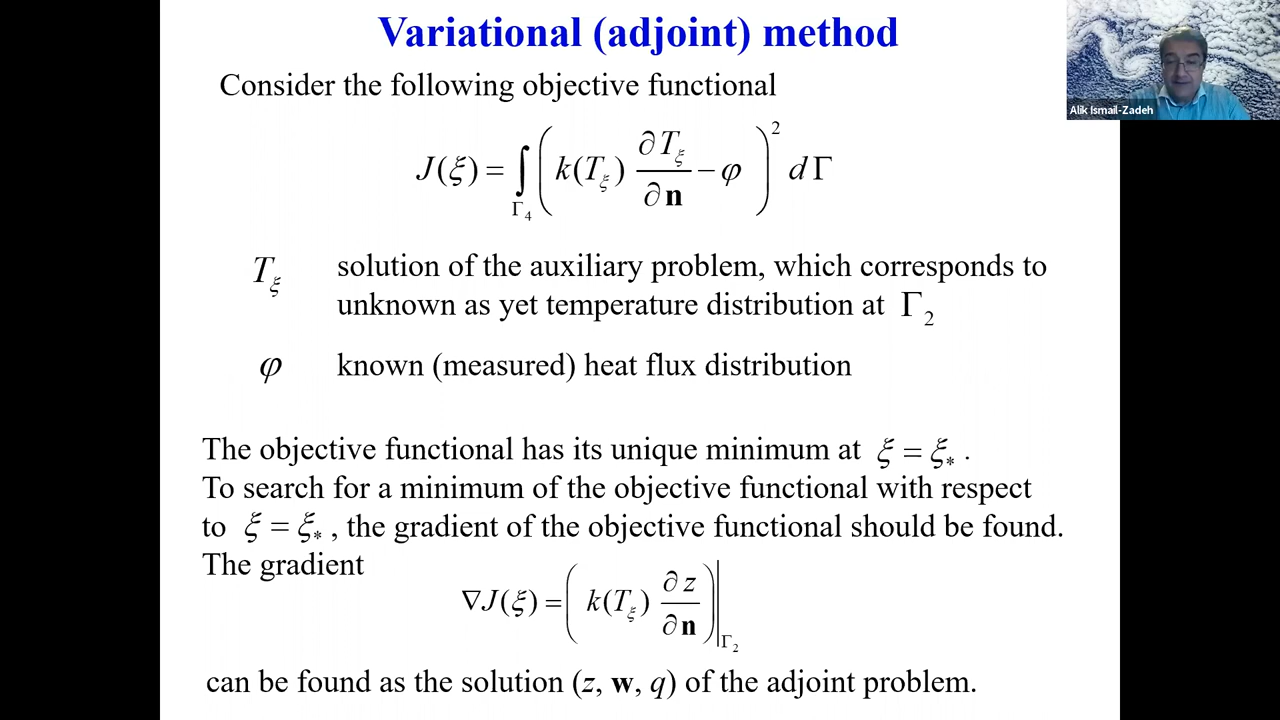 Variational (adjoint) method
Alik Ismail-Zadeh
Consider the following objective functional
J(ξ) = ∫_{Γ₄} ( k(T_ξ) ∂T_ξ/∂n − φ )² dΓ
T_ξ solution of the auxiliary problem, which corresponds to
unknown as yet temperature distribution at Γ₂
φ known (measured) heat flux distribution
The objective functional has its unique minimum at ξ = ξ_* .
To search for a minimum of the objective functional with respect
to ξ = ξ_* , the gradient of the objective functional should be found.
The gradient
∇J(ξ) = ( k(T_ξ) ∂z/∂n )|_{Γ₂}
can be found as the solution (z, w, q) of the adjoint problem.